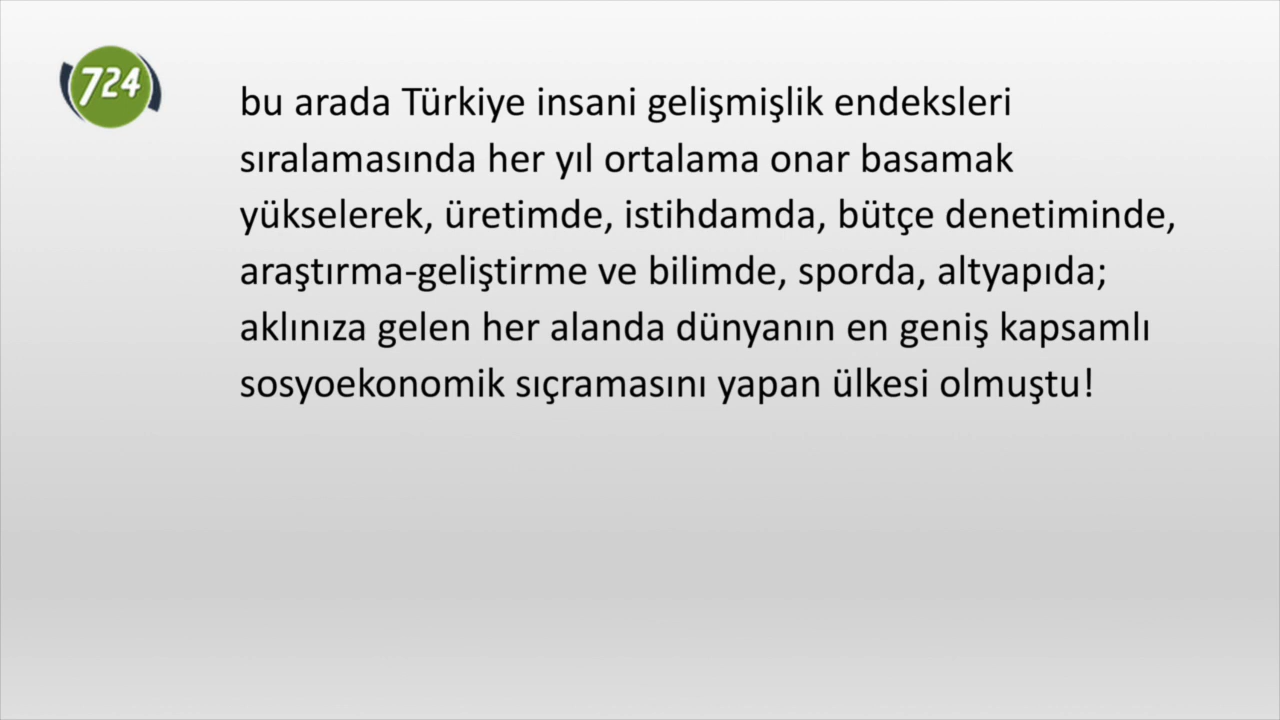 724
bu arada Türkiye insani gelişmişlik endeksleri
sıralamasında her yıl ortalama onar basamak
yükselerek, üretimde, istihdamda, bütçe denetiminde,
araştırma-geliştirme ve bilimde, sporda, altyapıda;
aklınıza gelen her alanda dünyanın en geniş kapsamlı
sosyoekonomik sıçramasını yapan ülkesi olmuştu!